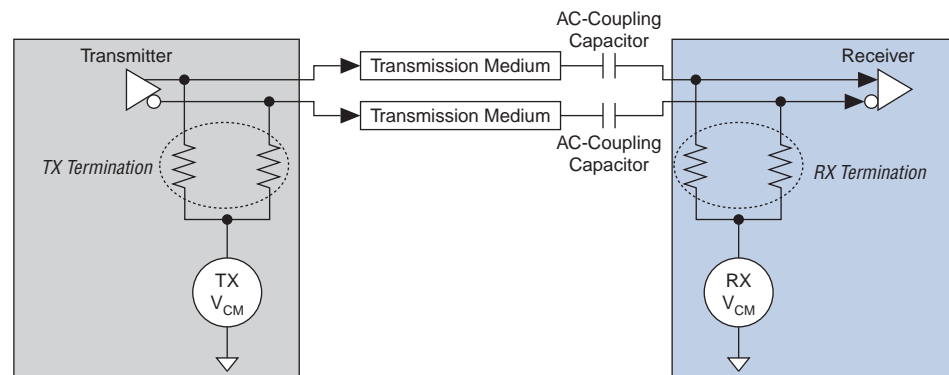 AC-Coupling
Capacitor
Transmitter
Receiver
Transmission Medium
Transmission Medium
AC-Coupling
Capacitor
TX Termination
RX Termination
TX
VCM
RX
VCM